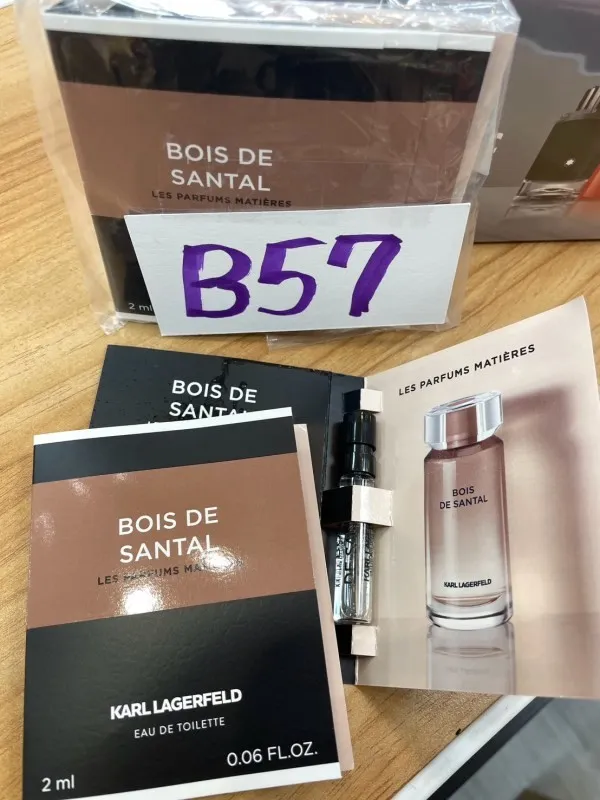 BOIS DE
SANTAL
LES PARFUMS MATIÈRES
2 ml
B57
BOIS DE
SANTAL
LES PARFUMS MATIÈRES
BOIS
DE SANTAL
KARL LAGERFELD
BOIS DE
SANTAL
LES PARFUMS
KARL LAGERFELD
EAU DE TOILETTE
2 ml
0.06 FL.OZ.